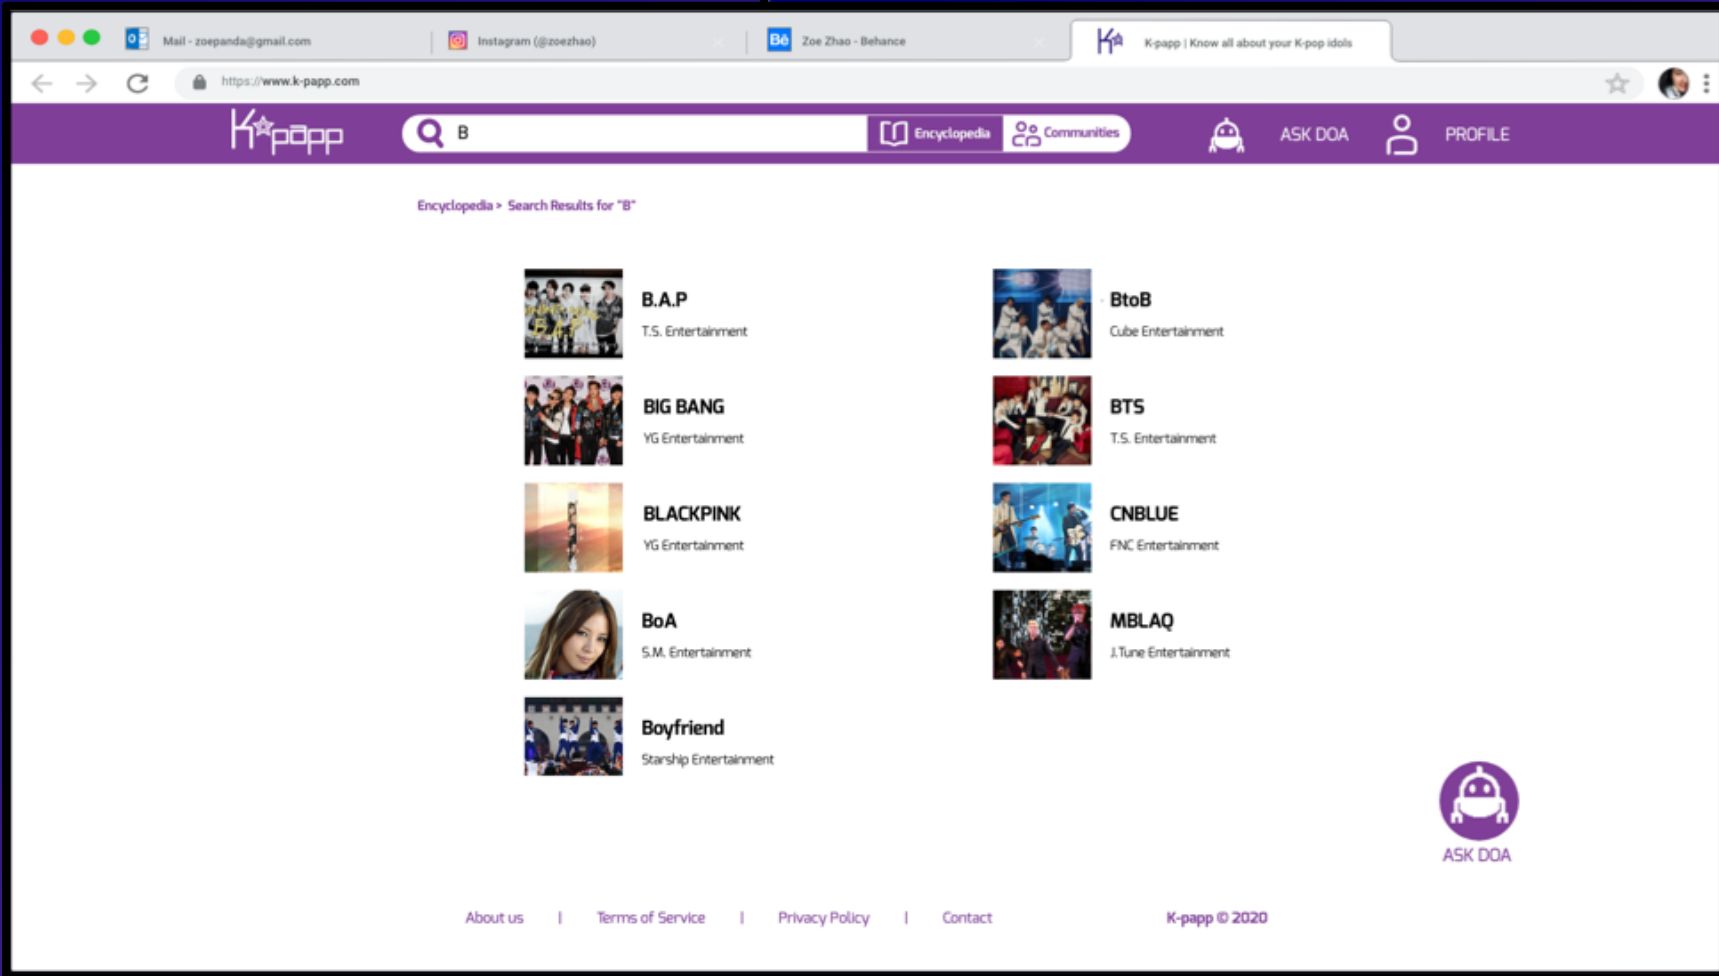 Mail - zoepanda@gmail.com
Instagram (@zoezhao)
Bē Zoe Zhao - Behance
K-papp | Know all about your K-pop idols
https://www.k-papp.com
K☆pāpp
B
Encyclopedia
Communities
ASK DOA
PROFILE
Encyclopedia > Search Results for "B"
B.A.P
T.S. Entertainment
BIG BANG
YG Entertainment
BLACKPINK
YG Entertainment
BoA
S.M. Entertainment
Boyfriend
Starship Entertainment
BtoB
Cube Entertainment
BTS
T.S. Entertainment
CNBLUE
FNC Entertainment
MBLAQ
J.Tune Entertainment
ASK DOA
About us | Terms of Service | Privacy Policy | Contact
K-papp © 2020